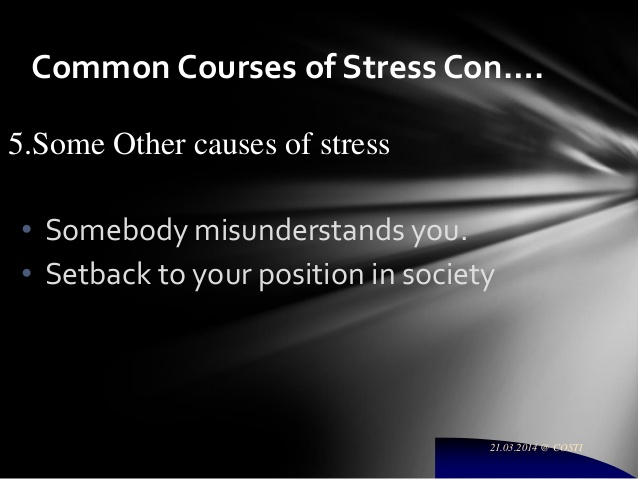 Common Courses of Stress Con....
5.Some Other causes of stress
• Somebody misunderstands you.
• Setback to your position in society
21.03.2014 @ COSTI